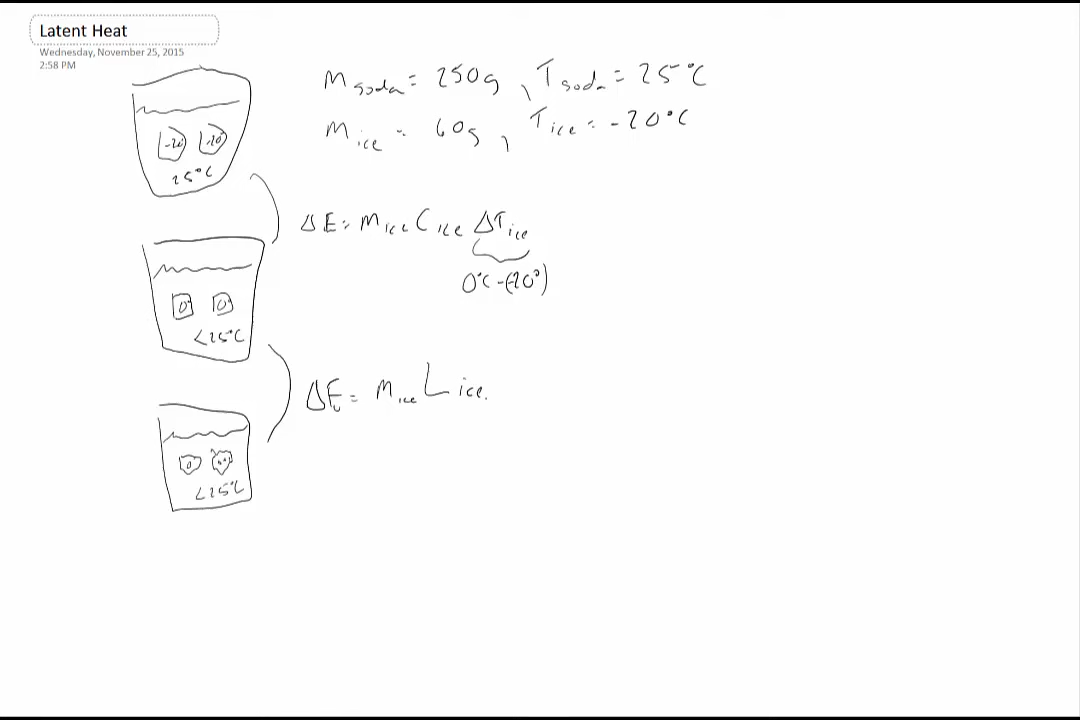 Latent Heat
Wednesday, November 25, 2015
2:58 PM
m soda = 250g, T soda = 25°C
m ice = 60g, T ice = -20°C
-20 -20°
25°C
ΔE = m ice C ice ΔT ice
0°C - (-20°)
0° 0°
<25°C
ΔE = m ice L ice.
0
<25°C